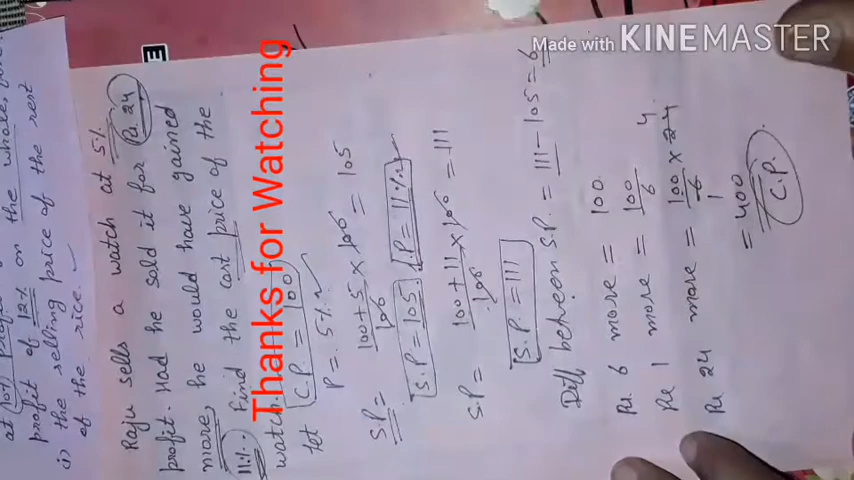 at 10% profit
profit of 12% on the whole,
i) the selling price of the rest
of the rice.
Raju sells a watch at 5%
profit. Had he sold it for Rs. 24
more, he would have gained
11%. Find the cost price of the
watch.
let C.P. = 100
P = 5%
S.P = 100+5/100 × 100 = 105
S.P = 105. P = 11%
S.P = 100+11/100 × 100 = 111
S.P. = 111
Diff between S.P. = 111 - 105 = 6
Rs 6 more = 100
Rs 1 more = 100/6
Rs 24 more = 100/6 × 24 4
1
= 400
C.P.
Thanks for Watching
Made with KINEMASTER
E